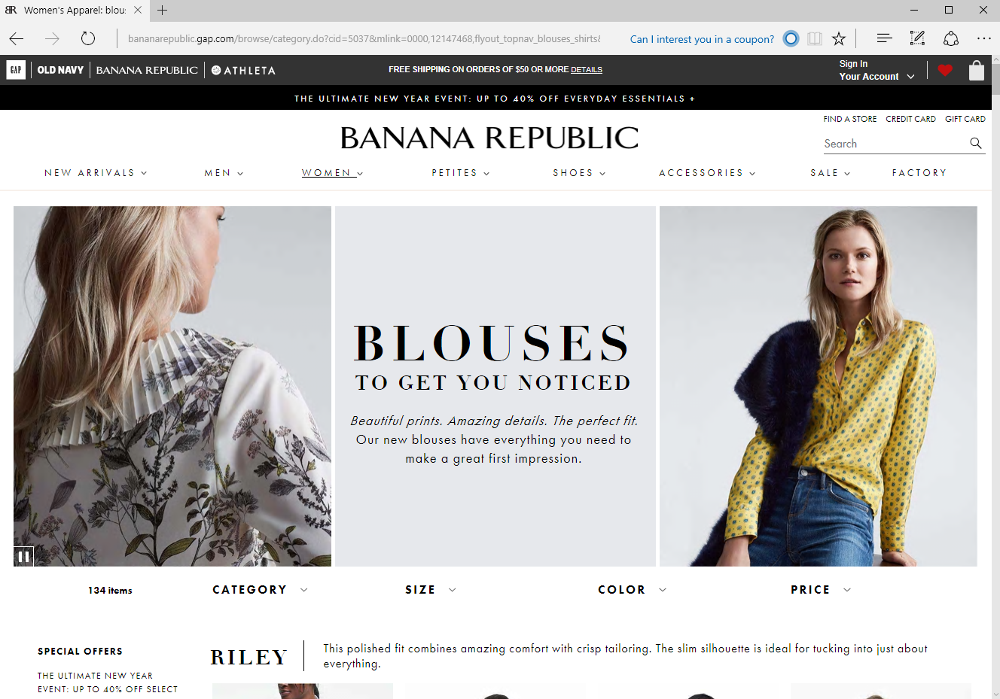 BR Women's Apparel: blous
bananarepublic.gap.com/browse/category.do?cid=5037&mlink=0000,12147468,flyout_topnav_blouses_shirts&
Can I interest you in a coupon?
GAP OLD NAVY BANANA REPUBLIC ATHLETA
FREE SHIPPING ON ORDERS OF $50 OR MORE DETAILS
Sign In
Your Account
THE ULTIMATE NEW YEAR EVENT: UP TO 40% OFF EVERYDAY ESSENTIALS +
FIND A STORE CREDIT CARD GIFT CARD
BANANA REPUBLIC
Search
NEW ARRIVALS MEN WOMEN PETITES SHOES ACCESSORIES SALE FACTORY
BLOUSES
TO GET YOU NOTICED
Beautiful prints. Amazing details. The perfect fit.
Our new blouses have everything you need to
make a great first impression.
134 items CATEGORY SIZE COLOR PRICE
SPECIAL OFFERS
THE ULTIMATE NEW YEAR
EVENT: UP TO 40% OFF SELECT
RILEY
This polished fit combines amazing comfort with crisp tailoring. The slim silhouette is ideal for tucking into just about
everything.